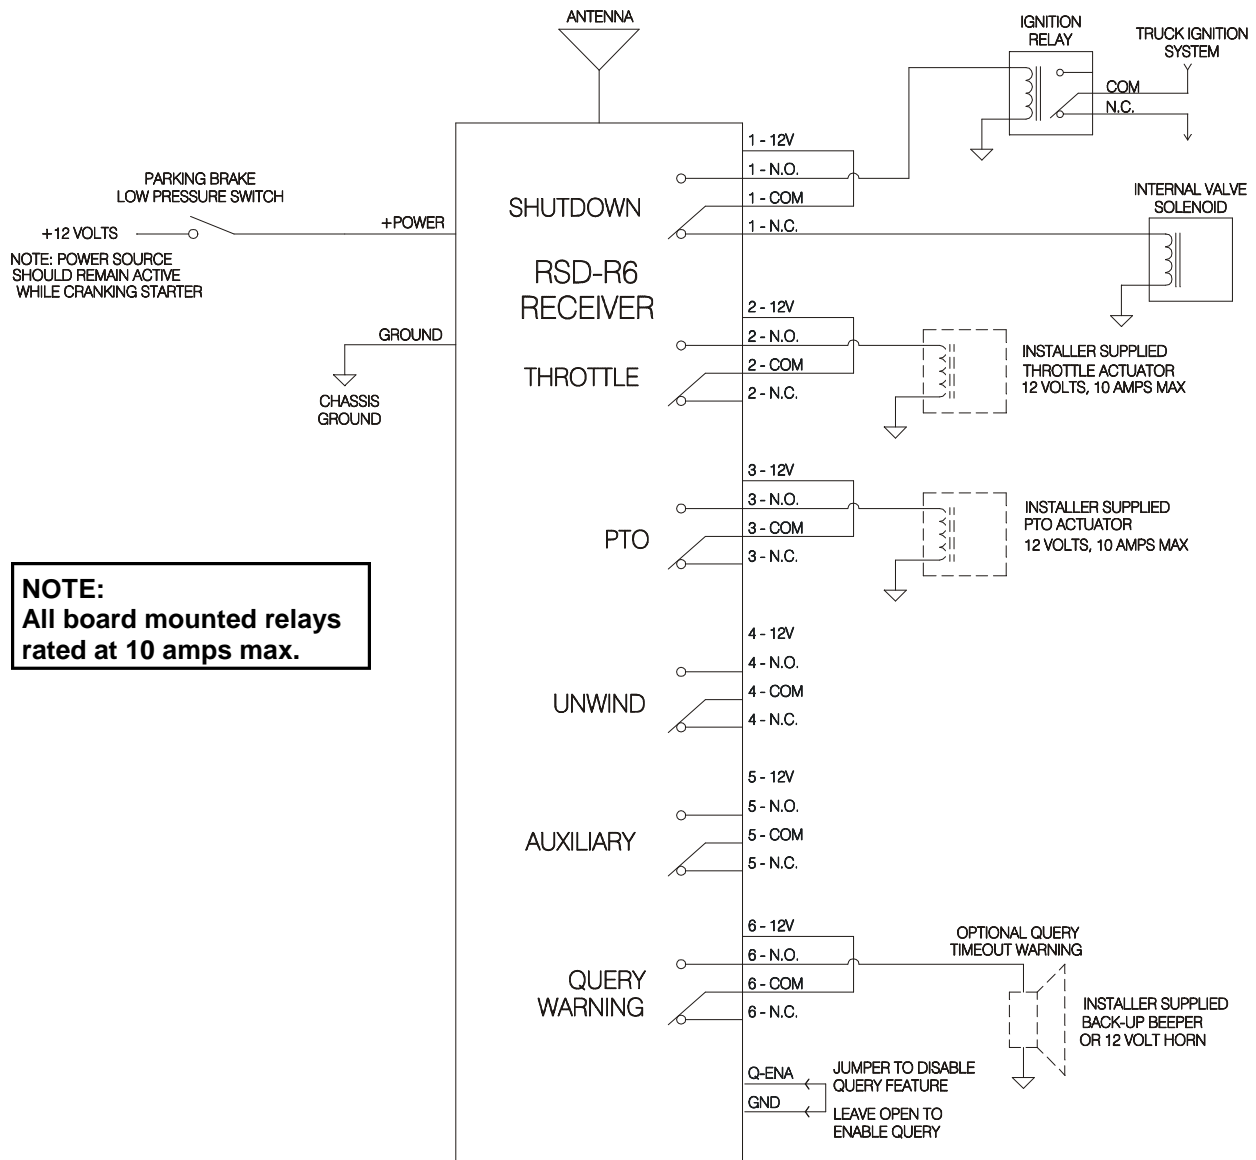 ANTENNA
IGNITION
RELAY
TRUCK IGNITION
SYSTEM
COM
N.C.
PARKING BRAKE
LOW PRESSURE SWITCH
+12 VOLTS
+POWER
NOTE: POWER SOURCE
SHOULD REMAIN ACTIVE
WHILE CRANKING STARTER
GROUND
CHASSIS
GROUND
NOTE:
All board mounted relays
rated at 10 amps max.
SHUTDOWN
1 - 12V
1 - N.O.
1 - COM
1 - N.C.
INTERNAL VALVE
SOLENOID
RSD-R6
RECEIVER
THROTTLE
2 - 12V
2 - N.O.
2 - COM
2 - N.C.
INSTALLER SUPPLIED
THROTTLE ACTUATOR
12 VOLTS, 10 AMPS MAX
PTO
3 - 12V
3 - N.O.
3 - COM
3 - N.C.
INSTALLER SUPPLIED
PTO ACTUATOR
12 VOLTS, 10 AMPS MAX
UNWIND
4 - 12V
4 - N.O.
4 - COM
4 - N.C.
AUXILIARY
5 - 12V
5 - N.O.
5 - COM
5 - N.C.
QUERY
WARNING
6 - 12V
6 - N.O.
6 - COM
6 - N.C.
OPTIONAL QUERY
TIMEOUT WARNING
INSTALLER SUPPLIED
BACK-UP BEEPER
OR 12 VOLT HORN
Q-ENA
GND
JUMPER TO DISABLE
QUERY FEATURE
LEAVE OPEN TO
ENABLE QUERY